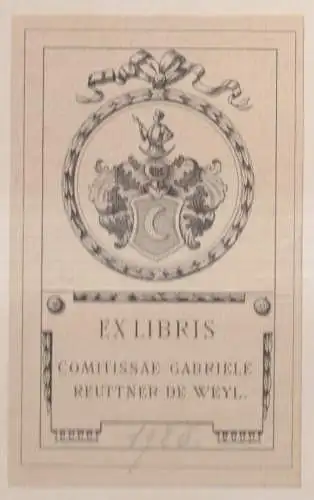 EX LIBRIS
COMITISSAE GABRIELE
REUTTNER DE WEYL.